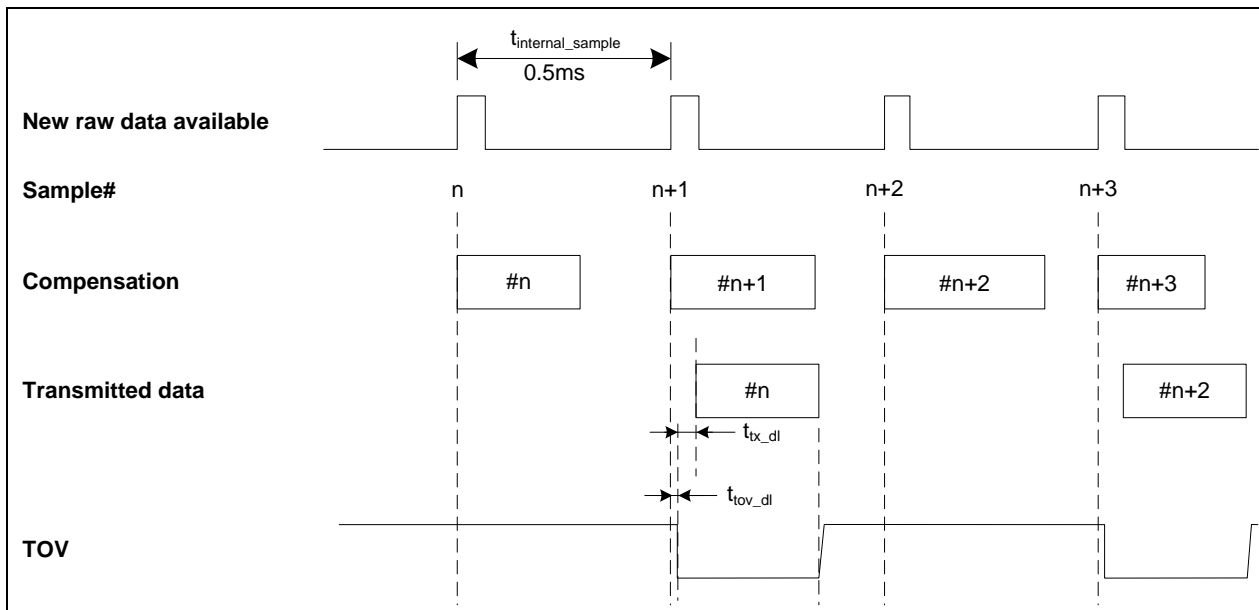 t_internal_sample
0.5ms
New raw data available
Sample#
n
n+1
n+2
n+3
Compensation
#n
#n+1
#n+2
#n+3
Transmitted data
#n
#n+2
t_tx_dl
t_tov_dl
TOV